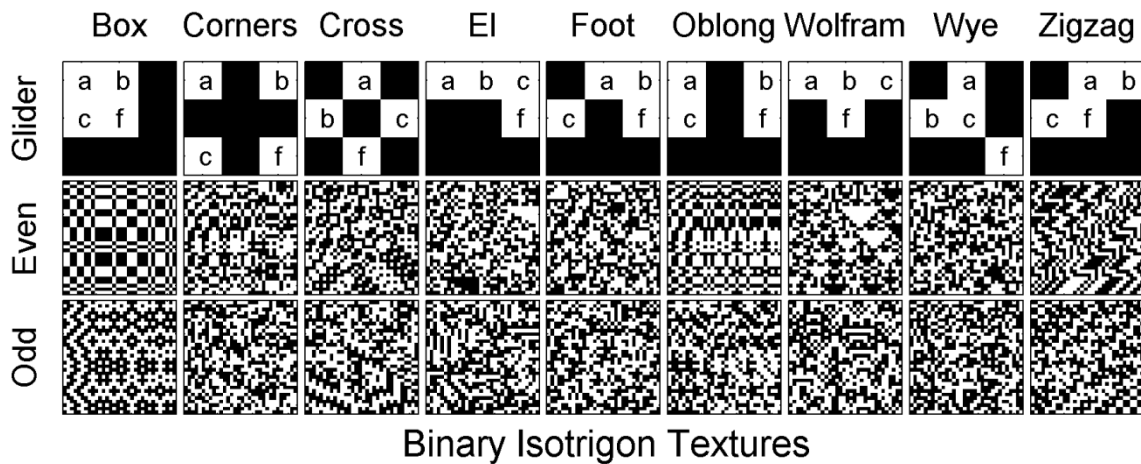 Box Corners Cross El Foot Oblong Wolfram Wye Zigzag
Glider
a b a b a a b c a b a a b c a b a b
c f b c f c f c f f b c c f
c f f f
Even
Odd
Binary Isotrigon Textures